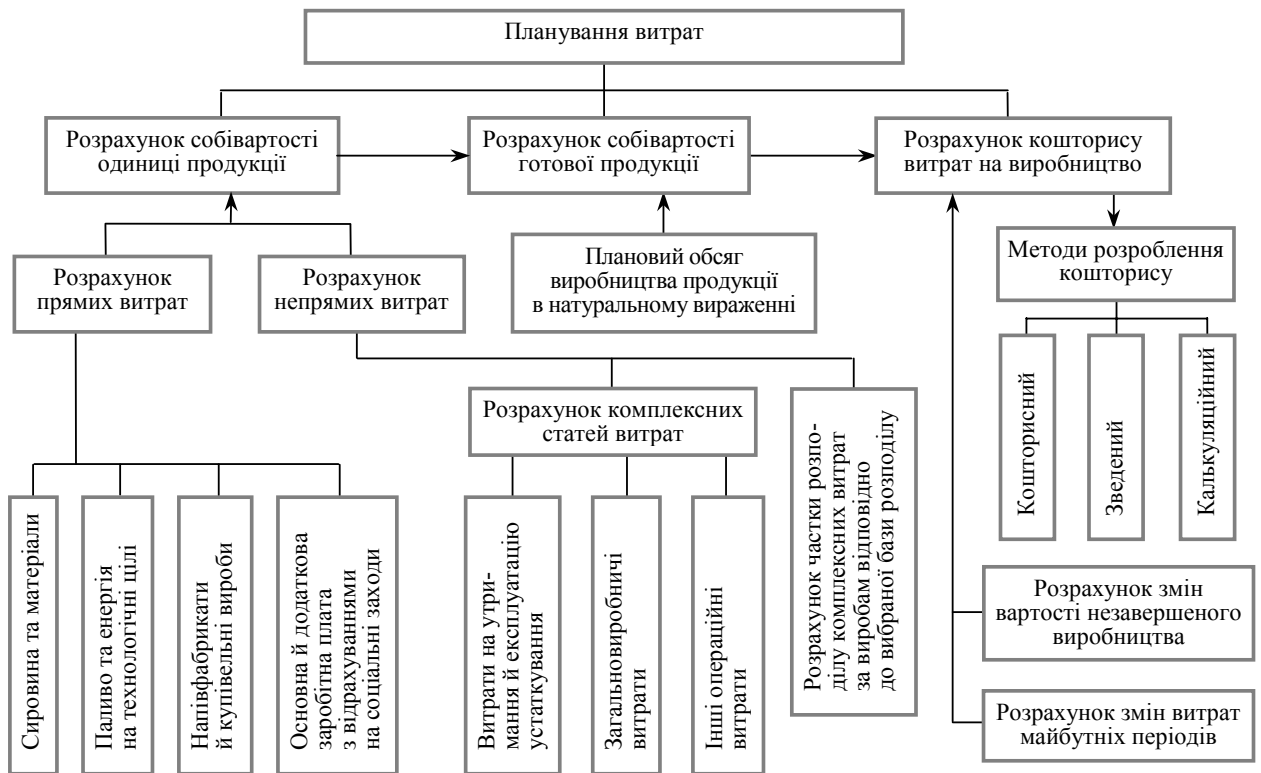 Планування витрат
Розрахунок собівартості
одиниці продукції
Розрахунок собівартості
готової продукції
Розрахунок кошторису
витрат на виробництво
Розрахунок
прямих витрат
Розрахунок
непрямих витрат
Плановий обсяг
виробництва продукції
в натуральному вираженні
Методи розроблення
кошторису
Кошторисний
Зведений
Калькуляційний
Розрахунок комплексних
статей витрат
Розрахунок частки розпо-
ділу комплексних витрат
за виробам відповідно
до вибраної бази розподілу
Сировина та матеріали
Паливо та енергія
на технологічні цілі
Напівфабрикати
й купівельні вироби
Основна й додаткова
заробітна плата
з відрахуваннями
на соціальні заходи
Витрати на утри-
мання й експлуатацію
устаткування
Загальновиробничі
витрати
Інші операційні
витрати
Розрахунок змін
вартості незавершеного
виробництва
Розрахунок змін витрат
майбутніх періодів